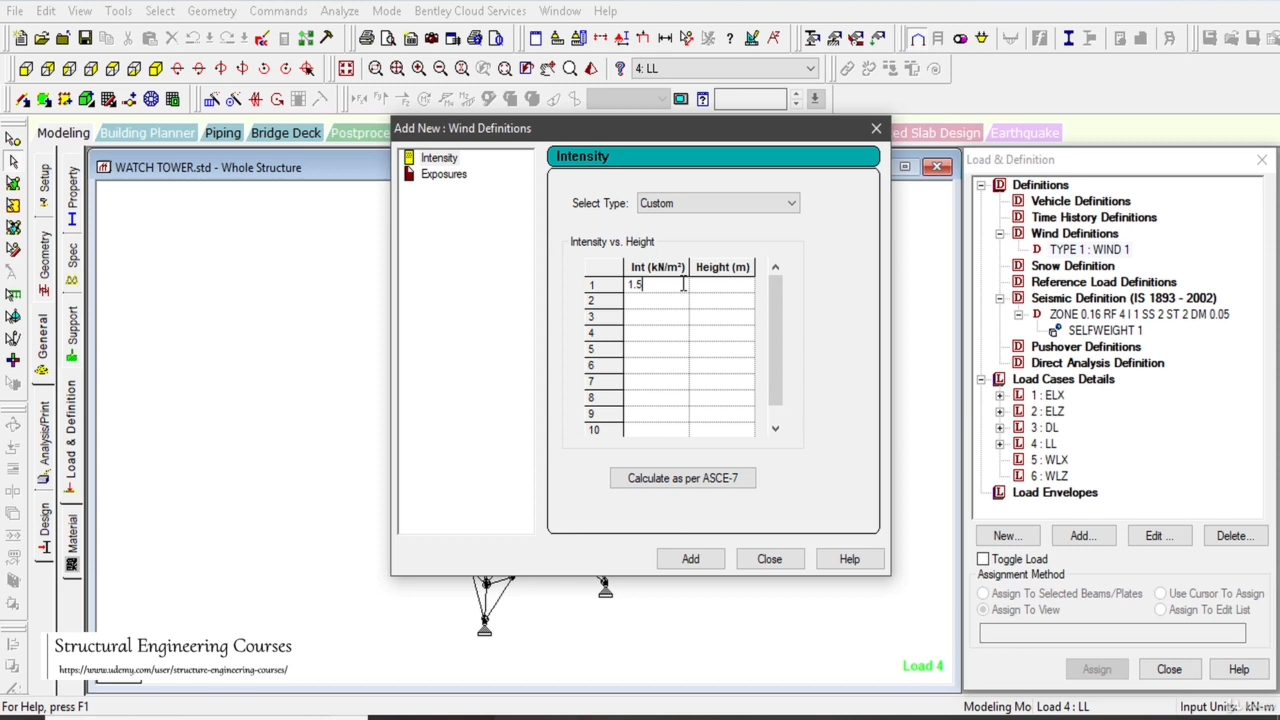 File Edit View Tools Select Geometry Commands Analyze Mode Bentley Cloud Services Window Help
4: LL
Modeling Building Planner Piping Bridge Deck Postproce ed Slab Design Earthquake
WATCH TOWER.std - Whole Structure
Setup
Geometry
General
Analysis/Print
Design
Property
Spec
Support
Load & Definition
Material
Add New : Wind Definitions
Intensity
Exposures
Intensity
Select Type: Custom
Intensity vs. Height
Int (kN/m²) Height (m)
1 1.5
2
3
4
5
6
7
8
9
10
Calculate as per ASCE-7
Add Close Help
Load & Definition
Definitions
Vehicle Definitions
Time History Definitions
Wind Definitions
TYPE 1 : WIND 1
Snow Definition
Reference Load Definitions
Seismic Definition (IS 1893 - 2002)
ZONE 0.16 RF 4 I 1 SS 2 ST 2 DM 0.05
SELFWEIGHT 1
Pushover Definitions
Direct Analysis Definition
Load Cases Details
1 : ELX
2 : ELZ
3 : DL
4 : LL
5 : WLX
6 : WLZ
Load Envelopes
New... Add... Edit ... Delete...
Toggle Load
Assignment Method
Assign To Selected Beams/Plates Use Cursor To Assign
Assign To View Assign To Edit List
Assign Close Help
Structural Engineering Courses
https://www.udemy.com/user/structure-engineering-courses/
Load 4
For Help, press F1 Modeling Mo Load 4 : LL Input Units: kN-m